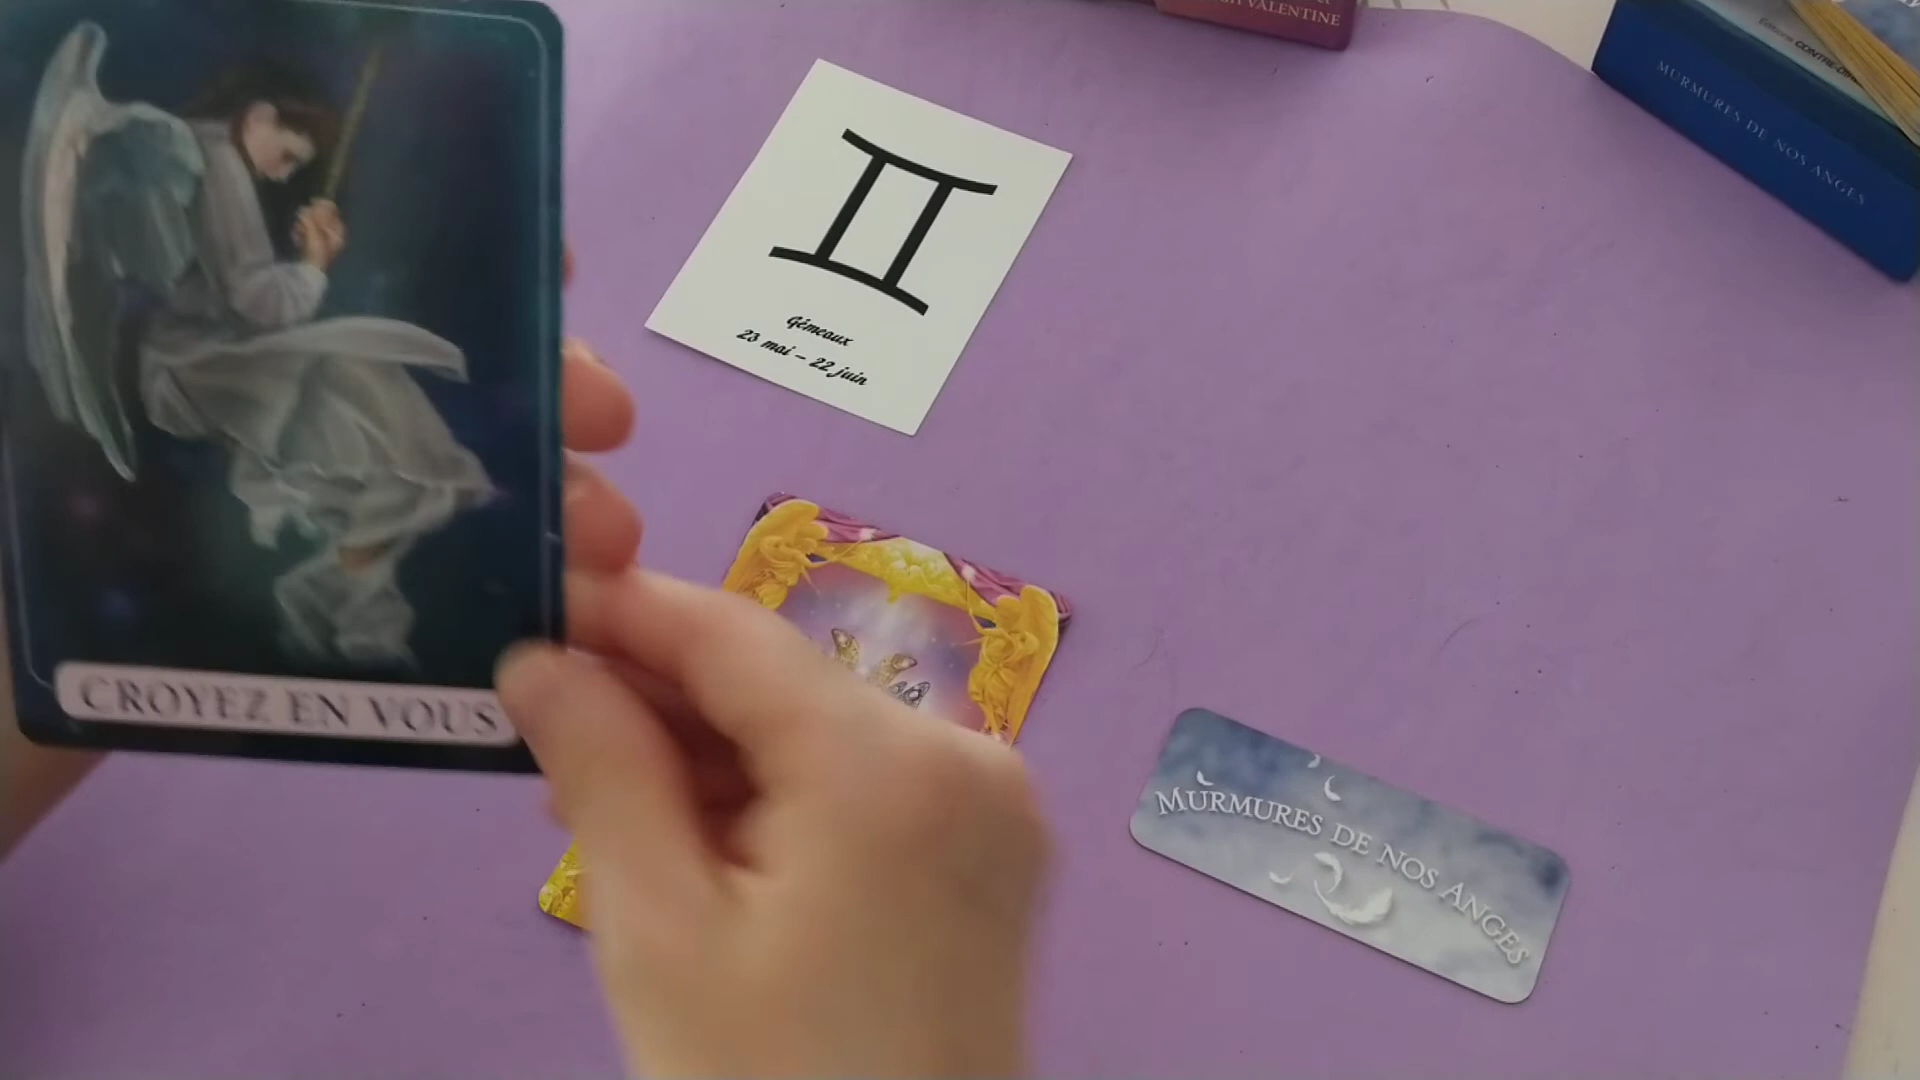 VALENTINE
MURMURES DE NOS ANGES
Gémeaux
23 mai – 22 juin
CROYEZ EN VOUS
MURMURES DE NOS ANGES